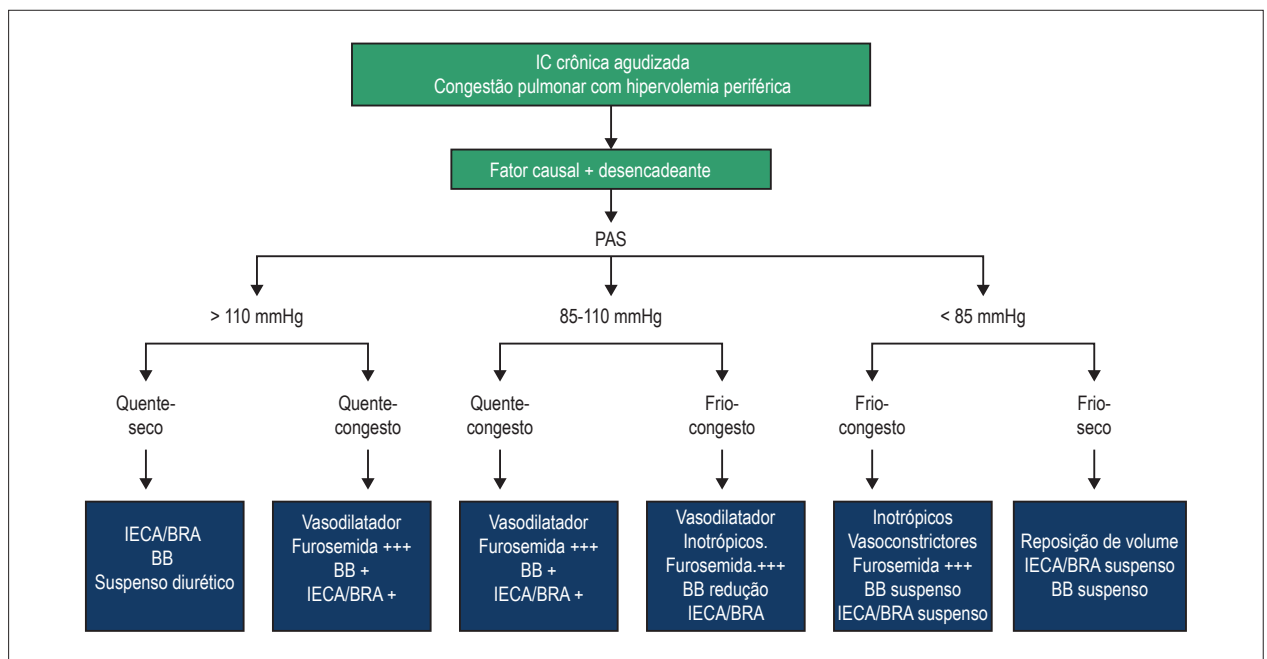 IC crônica agudizada
Congestão pulmonar com hipervolemia periférica
Fator causal + desencadeante
PAS
> 110 mmHg
85-110 mmHg
< 85 mmHg
Quente-
seco
Quente-
congesto
Quente-
congesto
Frio-
congesto
Frio-
congesto
Frio-
seco
IECA/BRA
BB
Suspenso diurético
Vasodilatador
Furosemida +++
BB +
IECA/BRA +
Vasodilatador
Furosemida +++
BB +
IECA/BRA +
Vasodilatador
Inotrópicos.
Furosemida.+++
BB redução
IECA/BRA
Inotrópicos
Vasoconstrictores
Furosemida +++
BB suspenso
IECA/BRA suspenso
Reposição de volume
IECA/BRA suspenso
BB suspenso